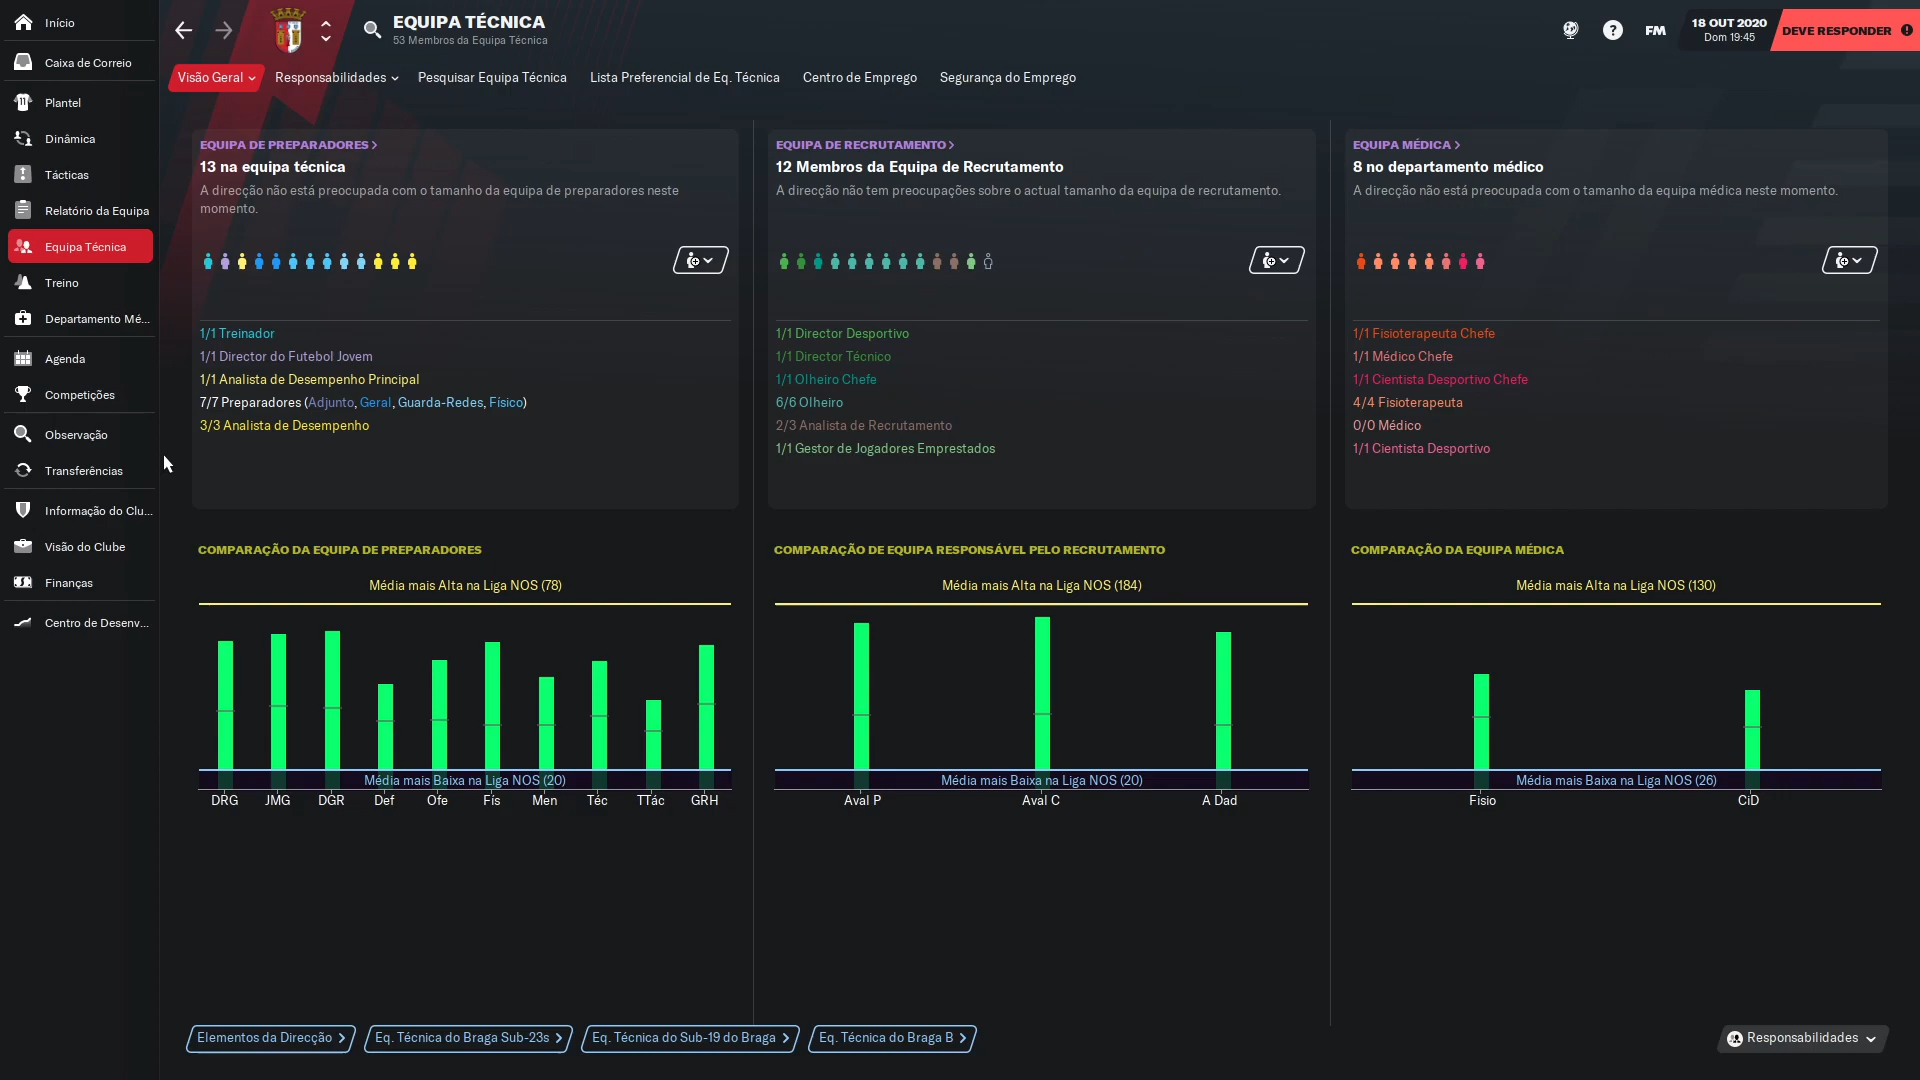 Início
Caixa de Correio
Plantel
Dinâmica
Tácticas
Relatório da Equipa
Equipa Técnica
Treino
Departamento Mé...
Agenda
Competições
Observação
Transferências
Informação do Clu...
Visão do Clube
Finanças
Centro de Desenv...
EQUIPA TÉCNICA
53 Membros da Equipa Técnica
FM
18 OUT 2020
Dom 19:45
DEVE RESPONDER
Visão Geral
Responsabilidades
Pesquisar Equipa Técnica
Lista Preferencial de Eq. Técnica
Centro de Emprego
Segurança do Emprego
EQUIPA DE PREPARADORES >
13 na equipa técnica
A direcção não está preocupada com o tamanho da equipa de preparadores neste
momento.
1/1 Treinador
1/1 Director do Futebol Jovem
1/1 Analista de Desempenho Principal
7/7 Preparadores (Adjunto, Geral, Guarda-Redes, Físico)
3/3 Analista de Desempenho
EQUIPA DE RECRUTAMENTO >
12 Membros da Equipa de Recrutamento
A direcção não tem preocupações sobre o actual tamanho da equipa de recrutamento.
1/1 Director Desportivo
1/1 Director Técnico
1/1 Olheiro Chefe
6/6 Olheiro
2/3 Analista de Recrutamento
1/1 Gestor de Jogadores Emprestados
EQUIPA MÉDICA >
8 no departamento médico
A direcção não está preocupada com o tamanho da equipa médica neste momento.
1/1 Fisioterapeuta Chefe
1/1 Médico Chefe
1/1 Cientista Desportivo Chefe
4/4 Fisioterapeuta
0/0 Médico
1/1 Cientista Desportivo
COMPARAÇÃO DA EQUIPA DE PREPARADORES
Média mais Alta na Liga NOS (78)
Média mais Baixa na Liga NOS (20)
DRG JMG DGR Def Ofe Fís Men Téc TTác GRH
COMPARAÇÃO DE EQUIPA RESPONSÁVEL PELO RECRUTAMENTO
Média mais Alta na Liga NOS (184)
Média mais Baixa na Liga NOS (20)
Aval P Aval C A Dad
COMPARAÇÃO DA EQUIPA MÉDICA
Média mais Alta na Liga NOS (130)
Média mais Baixa na Liga NOS (26)
Fisio CiD
Elementos da Direcção >
Eq. Técnica do Braga Sub-23s >
Eq. Técnica do Sub-19 do Braga >
Eq. Técnica do Braga B >
Responsabilidades